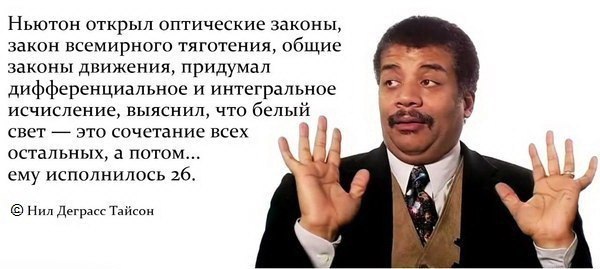 Ньютон открыл оптические законы,
закон всемирного тяготения, общие
законы движения, придумал
дифференциальное и интегральное
исчисление, выяснил, что белый
свет — это сочетание всех
остальных, а потом...
ему исполнилось 26.
© Нил Деграсс Тайсон